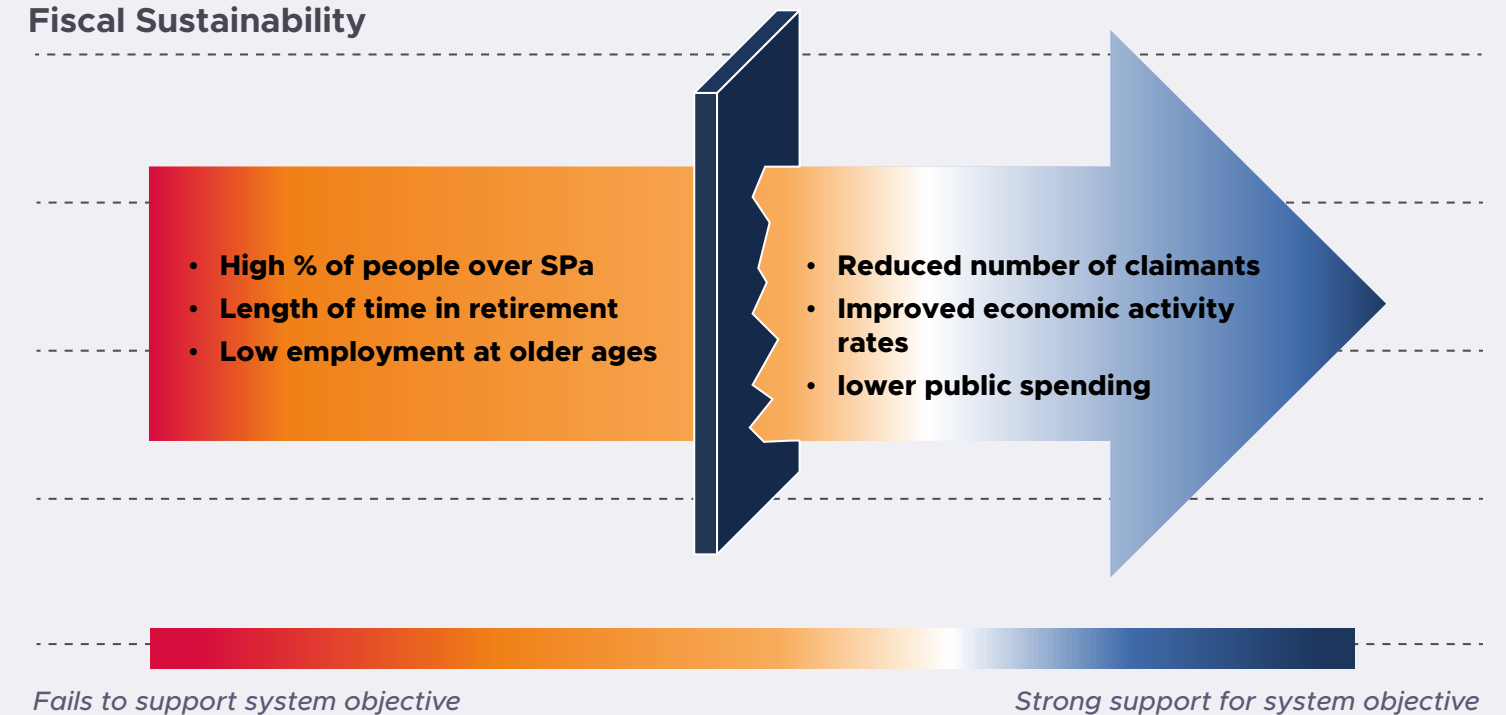 Fiscal Sustainability
• High % of people over SPa
• Length of time in retirement
• Low employment at older ages
• Reduced number of claimants
• Improved economic activity
rates
• lower public spending
Fails to support system objective
Strong support for system objective